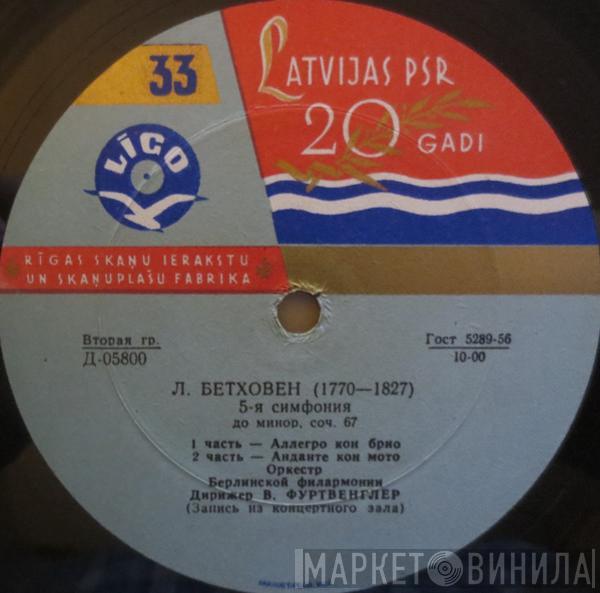 33
LATVIJAS PSR
20 GADI
LĪGO
RĪGAS SKAŅU IERAKSTU
UN SKAŅUPLAŠU FABRIKA
Вторая гр.
Д-05800
Гост 5289-56
10-00
Л. БЕТХОВЕН (1770—1827)
5-я симфония
до минор, соч. 67
1 часть — Аллегро кон брио
2 часть — Анданте кон мото
Оркестр
Берлинской филармонии
Дирижер В. ФУРТВЕНГЛЕР
(Запись из концертного зала)
МАРКЕТ ВИНИЛА